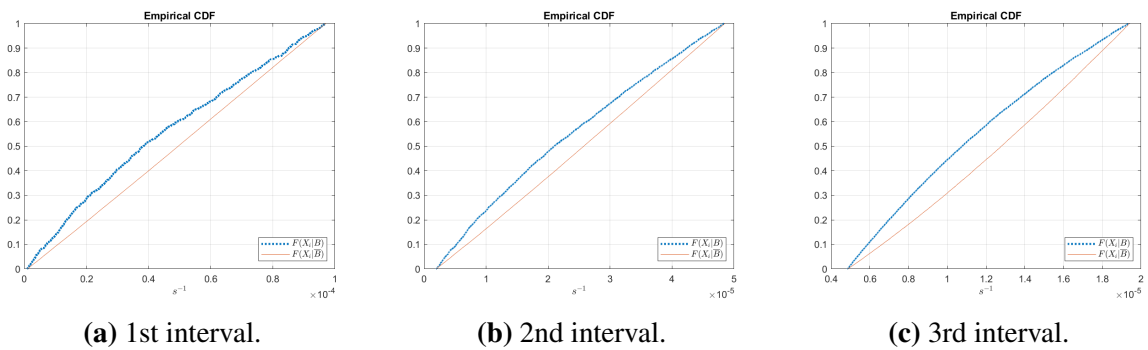 Empirical CDF
1
0.9
0.8
0.7
0.6
0.5
0.4
0.3
0.2
0.1
0
0 0.2 0.4 0.6 0.8 1
s⁻¹
×10⁻⁴
F(Xᵢ|B)
F(Xᵢ|B̅)
(a) 1st interval.
Empirical CDF
1
0.9
0.8
0.7
0.6
0.5
0.4
0.3
0.2
0.1
0
0 1 2 3 4 5
s⁻¹
×10⁻⁵
F(Xᵢ|B)
F(Xᵢ|B̅)
(b) 2nd interval.
Empirical CDF
1
0.9
0.8
0.7
0.6
0.5
0.4
0.3
0.2
0.1
0
0.4 0.6 0.8 1 1.2 1.4 1.6 1.8 2
s⁻¹
×10⁻⁵
F(Xᵢ|B)
F(Xᵢ|B̅)
(c) 3rd interval.